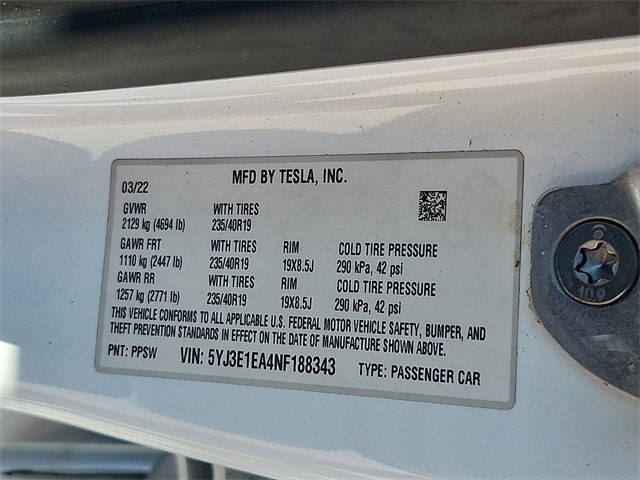 MFD BY TESLA, INC.
03/22
GVWR WITH TIRES
2129 kg (4694 lb) 235/40R19
GAWR FRT WITH TIRES RIM COLD TIRE PRESSURE
1110 kg (2447 lb) 235/40R19 19X8.5J 290 kPa, 42 psi
GAWR RR WITH TIRES RIM COLD TIRE PRESSURE
1257 kg (2771 lb) 235/40R19 19X8.5J 290 kPa, 42 psi
THIS VEHICLE CONFORMS TO ALL APPLICABLE U.S. FEDERAL MOTOR VEHICLE SAFETY, BUMPER, AND
THEFT PREVENTION STANDARDS IN EFFECT ON THE DATE OF MANUFACTURE SHOWN ABOVE.
PNT: PPSW VIN: 5YJ3E1EA4NF188343 TYPE: PASSENGER CAR
10.9